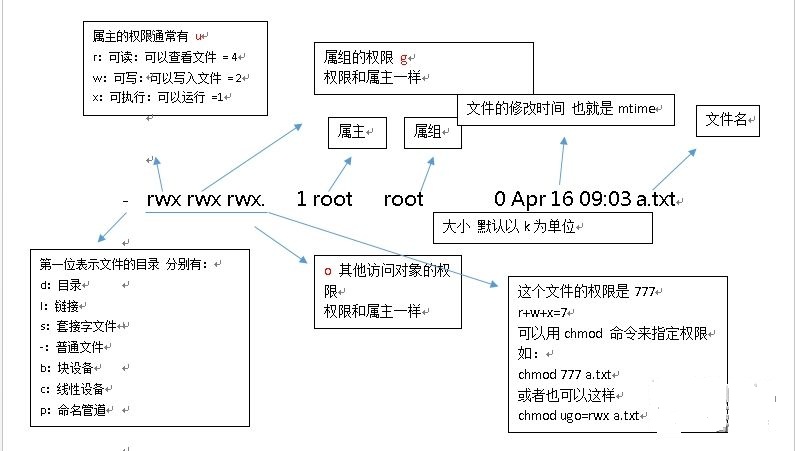 属主的权限通常有 u
r：可读：可以查看文件 =4
w：可写：可以写入文件 =2
x：可执行：可以运行 =1
属组的权限 g
权限和属主一样
文件的修改时间 也就是 mtime
文件名
属主
属组
- rwx rwx rwx. 1 root root 0 Apr 16 09:03 a.txt
大小 默认以 k 为单位
第一位表示文件的目录 分别有：
d：目录
l：链接
s：套接字文件
-：普通文件
b：块设备
c：线性设备
p：命名管道
o 其他访问对象的权
限
权限和属主一样
这个文件的权限是 777
r+w+x=7
可以用 chmod 命令来指定权限
如：
chmod 777 a.txt
或者也可以这样
chmod ugo=rwx a.txt